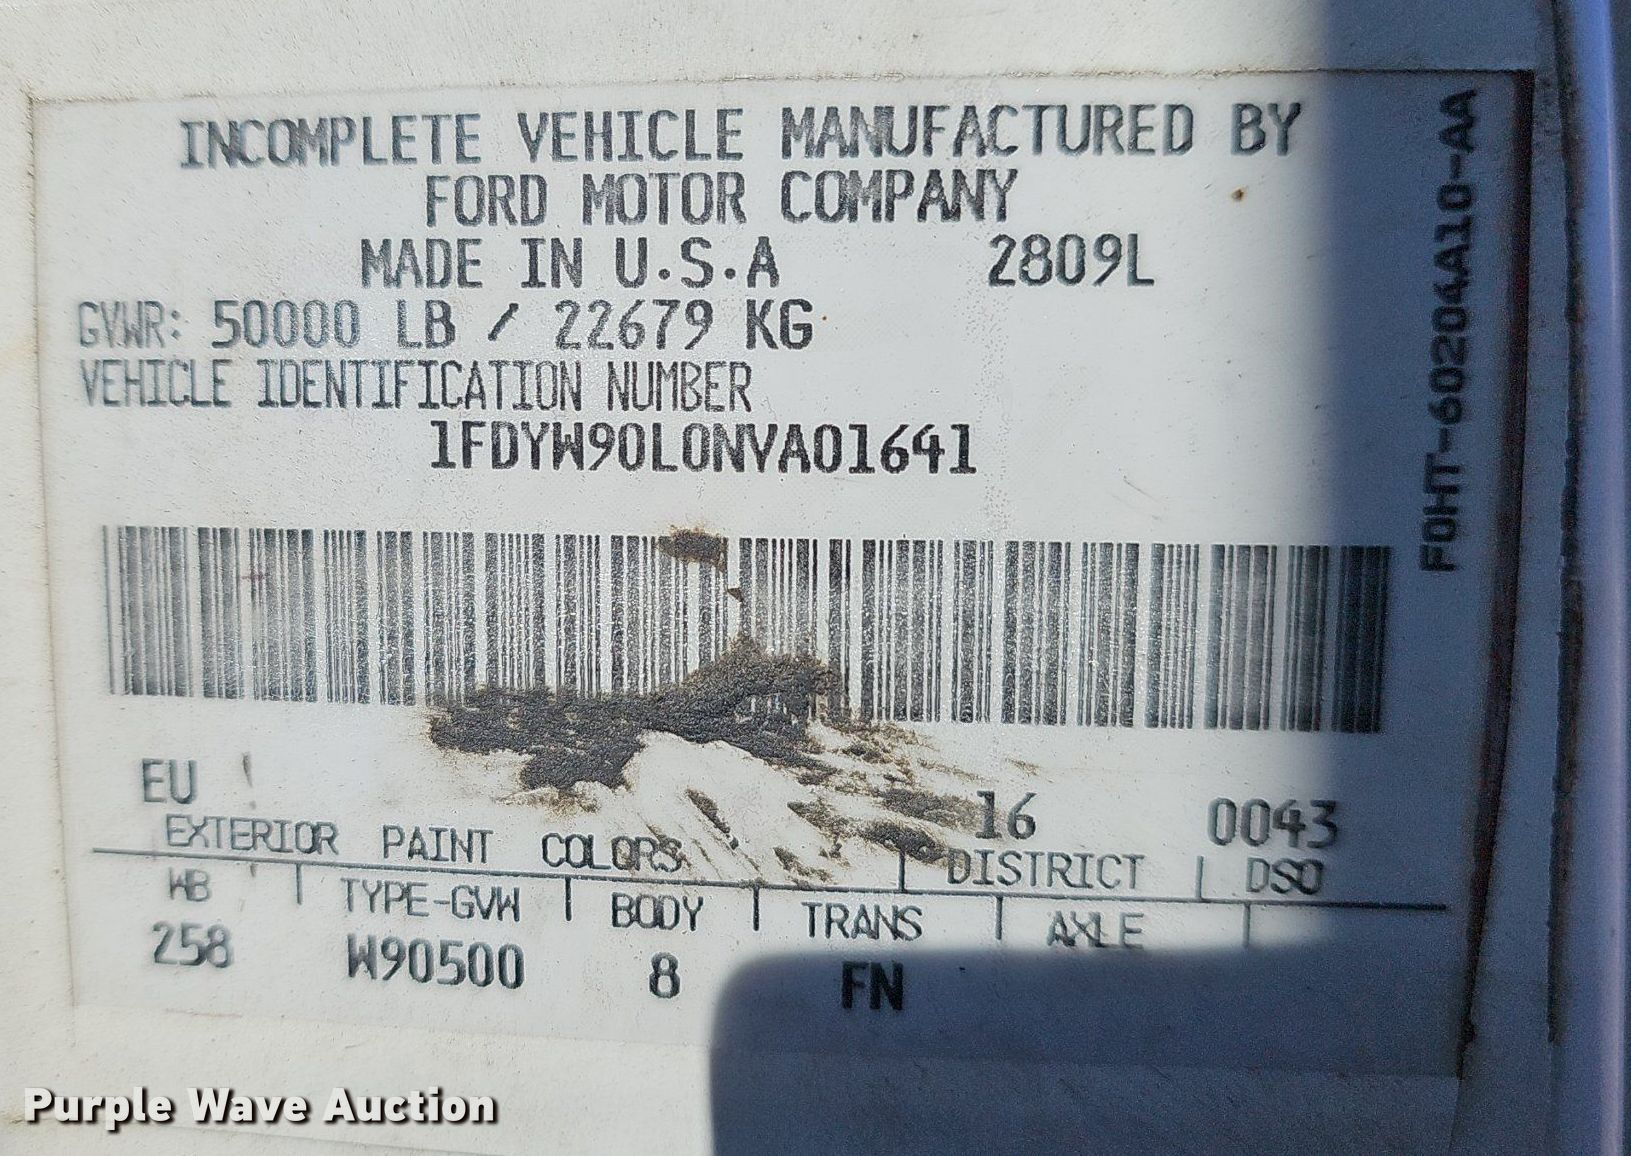 INCOMPLETE VEHICLE MANUFACTURED BY
FORD MOTOR COMPANY
MADE IN U.S.A 2809L
GVWR: 50000 LB / 22679 KG
VEHICLE IDENTIFICATION NUMBER
1FDYW90L0NVA01641
EU 16 0043
EXTERIOR PAINT COLORS DISTRICT DSO
WB TYPE-GVW BODY TRANS AXLE
258 W90500 8 FN
F0HT-60204A10-AA
Purple Wave Auction